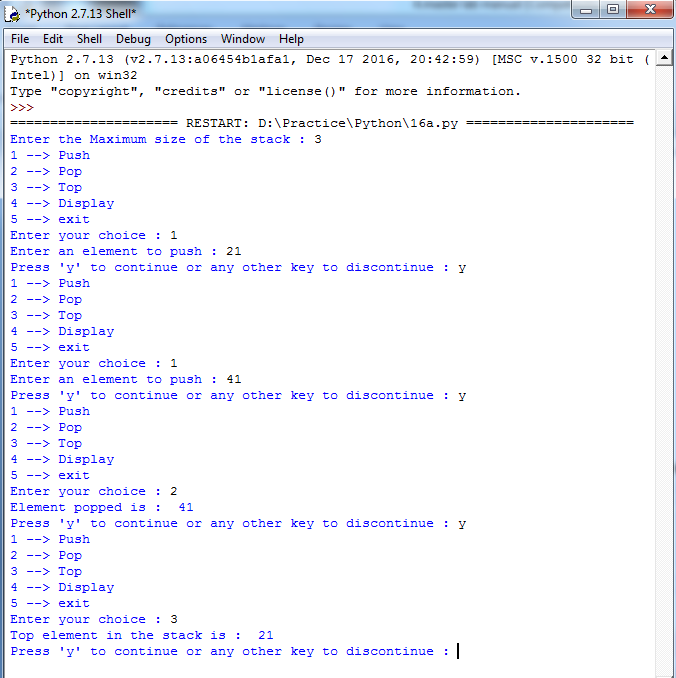 *Python 2.7.13 Shell*
File Edit Shell Debug Options Window Help
Python 2.7.13 (v2.7.13:a06454b1afa1, Dec 17 2016, 20:42:59) [MSC v.1500 32 bit (
Intel)] on win32
Type "copyright", "credits" or "license()" for more information.
>>>
===================== RESTART: D:\Practice\Python\16a.py =====================
Enter the Maximum size of the stack : 3
1 --> Push
2 --> Pop
3 --> Top
4 --> Display
5 --> exit
Enter your choice : 1
Enter an element to push : 21
Press 'y' to continue or any other key to discontinue : y
1 --> Push
2 --> Pop
3 --> Top
4 --> Display
5 --> exit
Enter your choice : 1
Enter an element to push : 41
Press 'y' to continue or any other key to discontinue : y
1 --> Push
2 --> Pop
3 --> Top
4 --> Display
5 --> exit
Enter your choice : 2
Element popped is :  41
Press 'y' to continue or any other key to discontinue : y
1 --> Push
2 --> Pop
3 --> Top
4 --> Display
5 --> exit
Enter your choice : 3
Top element in the stack is :  21
Press 'y' to continue or any other key to discontinue :